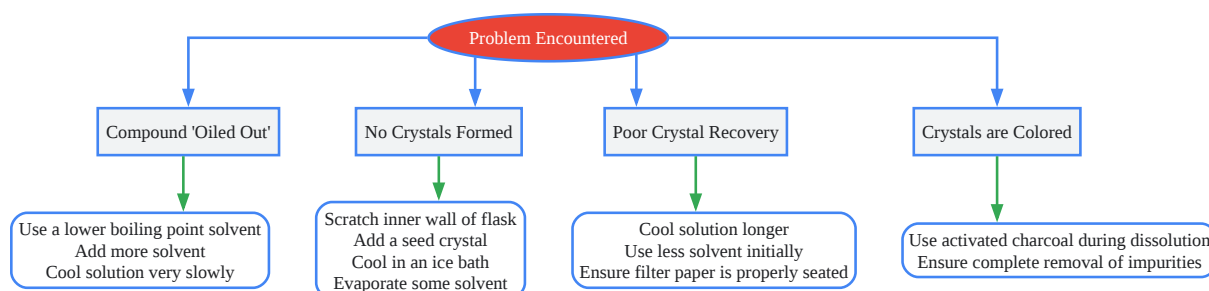 Problem Encountered
Compound 'Oiled Out'
No Crystals Formed
Poor Crystal Recovery
Crystals are Colored
Use a lower boiling point solvent
Add more solvent
Cool solution very slowly
Scratch inner wall of flask
Add a seed crystal
Cool in an ice bath
Evaporate some solvent
Cool solution longer
Use less solvent initially
Ensure filter paper is properly seated
Use activated charcoal during dissolution
Ensure complete removal of impurities